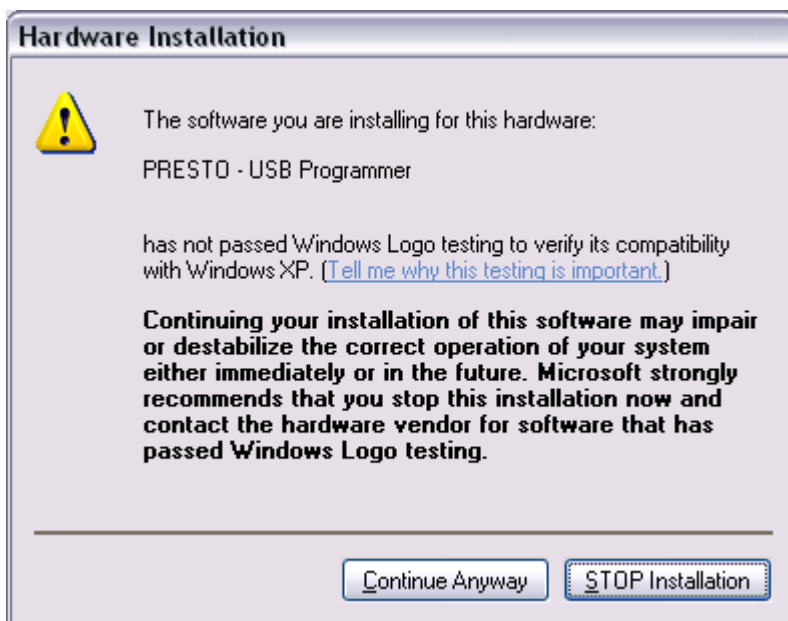 Hardware Installation
The software you are installing for this hardware:
PRESTO - USB Programmer
has not passed Windows Logo testing to verify its compatibility
with Windows XP. (Tell me why this testing is important.)
Continuing your installation of this software may impair
or destabilize the correct operation of your system
either immediately or in the future. Microsoft strongly
recommends that you stop this installation now and
contact the hardware vendor for software that has
passed Windows Logo testing.
Continue Anyway
STOP Installation